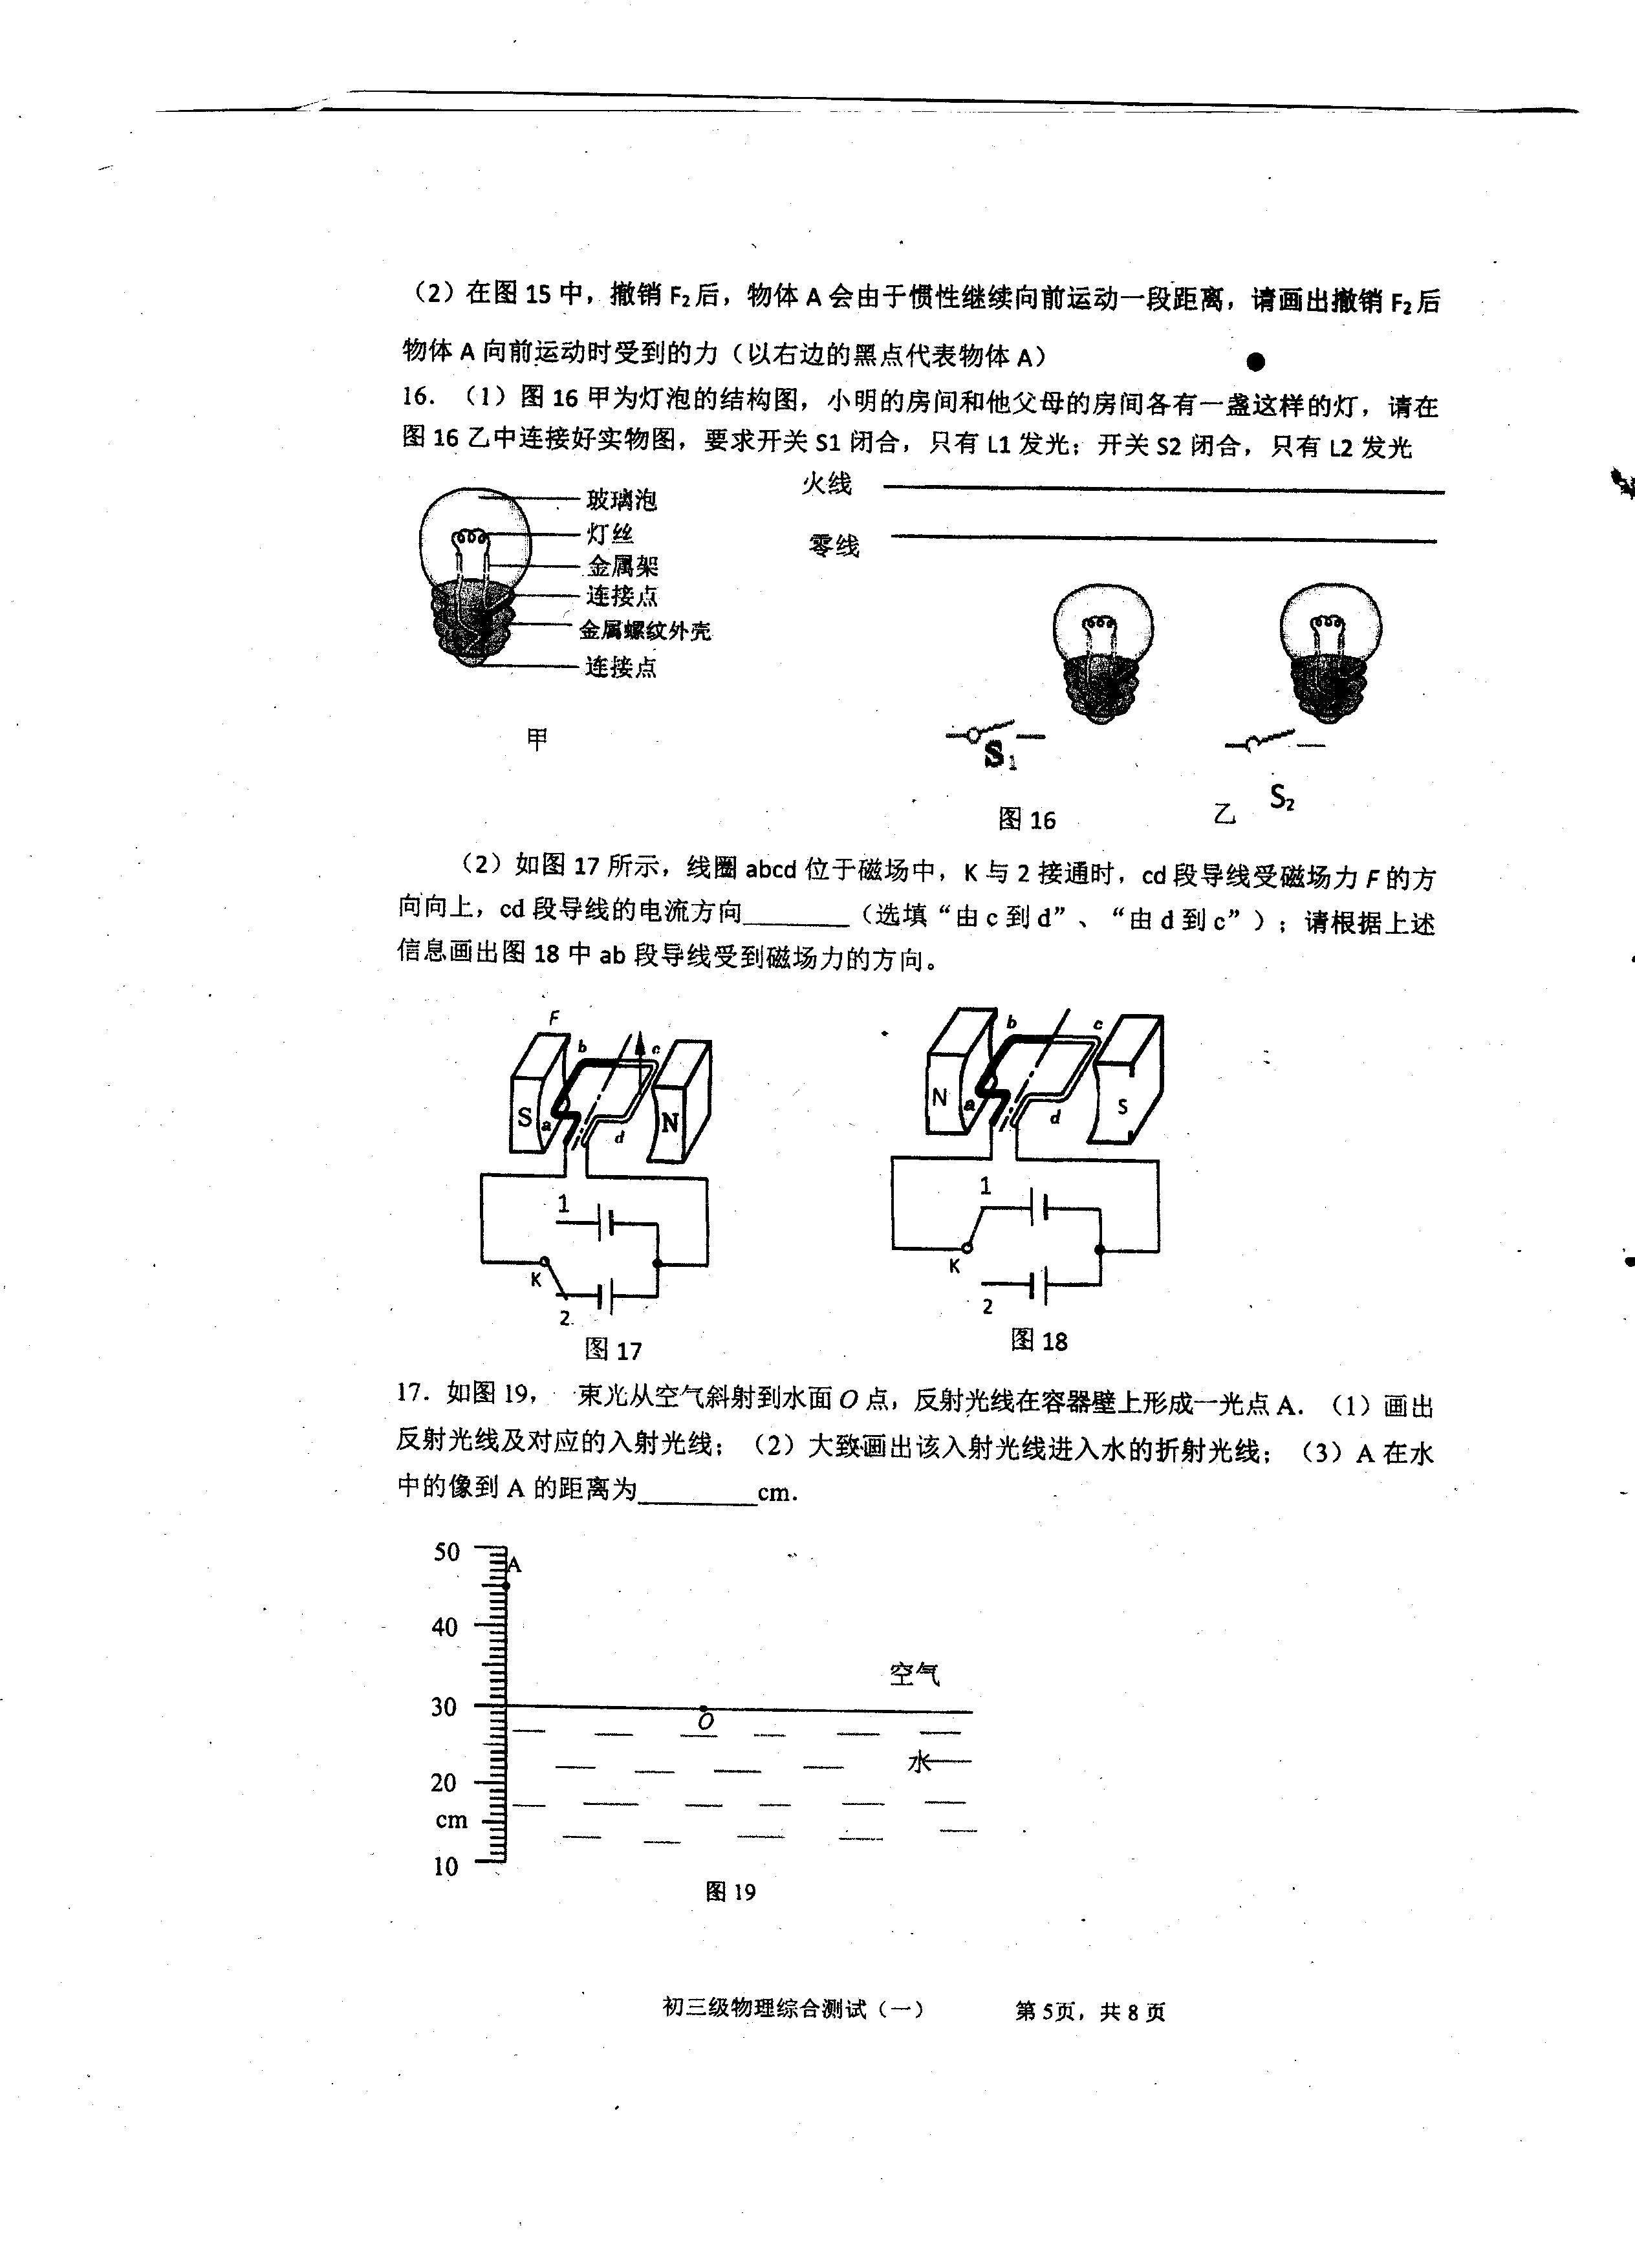 （2）在图 15 中，撤销 F₂后，物体 A 会由于惯性继续向前运动一段距离，请画出撤销 F₂后
物体 A 向前运动时受到的力（以右边的黑点代表物体 A）
16．（1）图 16 甲为灯泡的结构图，小明的房间和他父母的房间各有一盏这样的灯，请在
图 16 乙中连接好实物图，要求开关 S1 闭合，只有 L1 发光；开关 S2 闭合，只有 L2 发光
火线
玻璃泡
灯丝
零线
金属架
连接点
金属螺纹外壳
连接点
甲
S₁
S₂
图 16
乙
（2）如图 17 所示，线圈 abcd 位于磁场中，K 与 2 接通时，cd 段导线受磁场力 F 的方
向向上，cd 段导线的电流方向________（选填“由 c 到 d”、“由 d 到 c”）；请根据上述
信息画出图 18 中 ab 段导线受到磁场力的方向。
F
b
c
S
a
d
N
1
K
2
图 17
b
c
N
a
d
S
1
K
2
图 18
17．如图 19， 束光从空气斜射到水面 O 点，反射光线在容器壁上形成一光点 A．（1）画出
反射光线及对应的入射光线；（2）大致画出该入射光线进入水的折射光线；（3）A 在水
中的像到 A 的距离为_________cm．
50
A
40
空气
30
O
水
20
cm
10
图 19
初三级物理综合测试（一） 第 5页，共 8 页